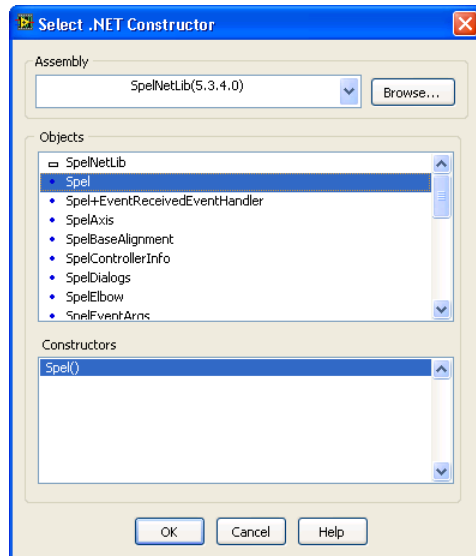 Select .NET Constructor
Assembly
SpelNetLib(5.3.4.0)
Browse...
Objects
SpelNetLib
Spel
Spel+EventReceivedEventHandler
SpelAxis
SpelBaseAlignment
SpelControllerInfo
SpelDialogs
SpelElbow
SpelEventArgs
Constructors
Spel()
OK
Cancel
Help